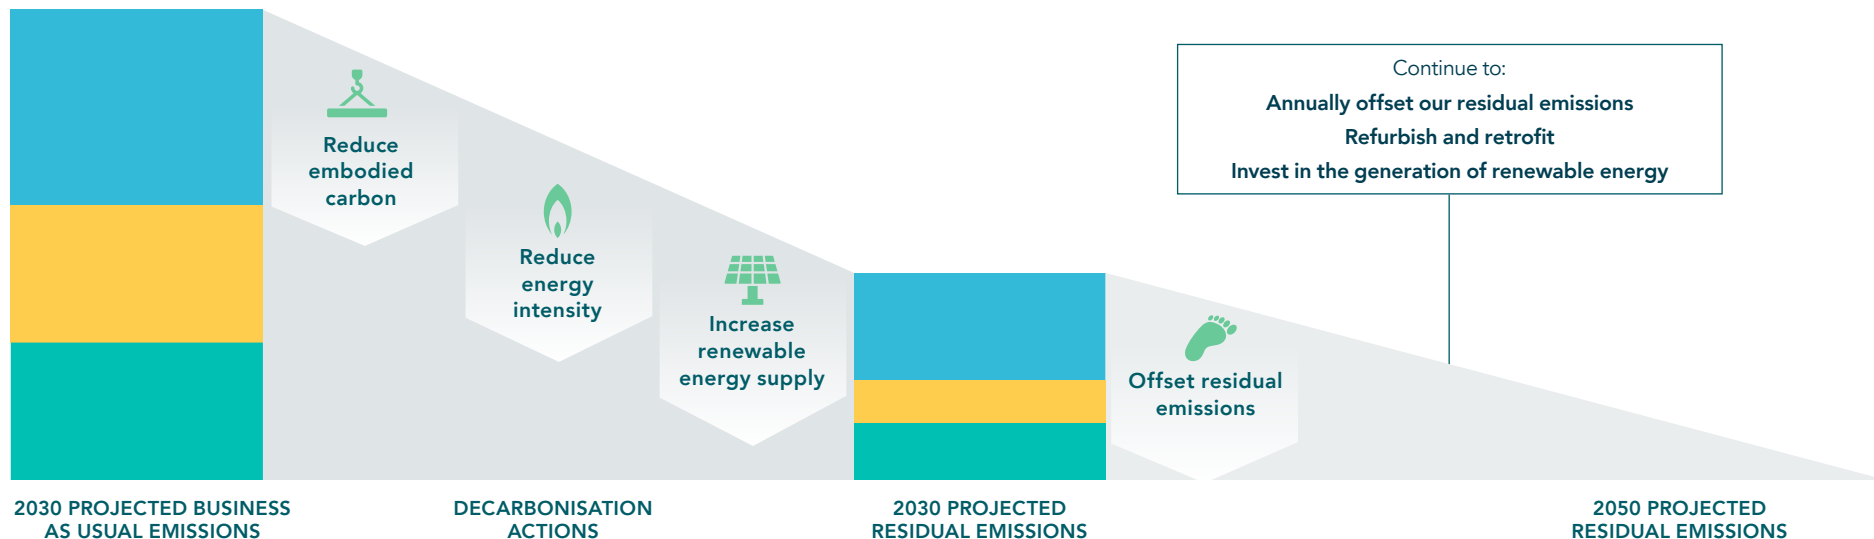 Continue to:
Annually offset our residual emissions
Refurbish and retrofit
Invest in the generation of renewable energy
Reduce
embodied
carbon
Reduce
energy
intensity
Increase
renewable
energy supply
Offset residual
emissions
2030 PROJECTED BUSINESS
AS USUAL EMISSIONS
DECARBONISATION
ACTIONS
2030 PROJECTED
RESIDUAL EMISSIONS
2050 PROJECTED
RESIDUAL EMISSIONS